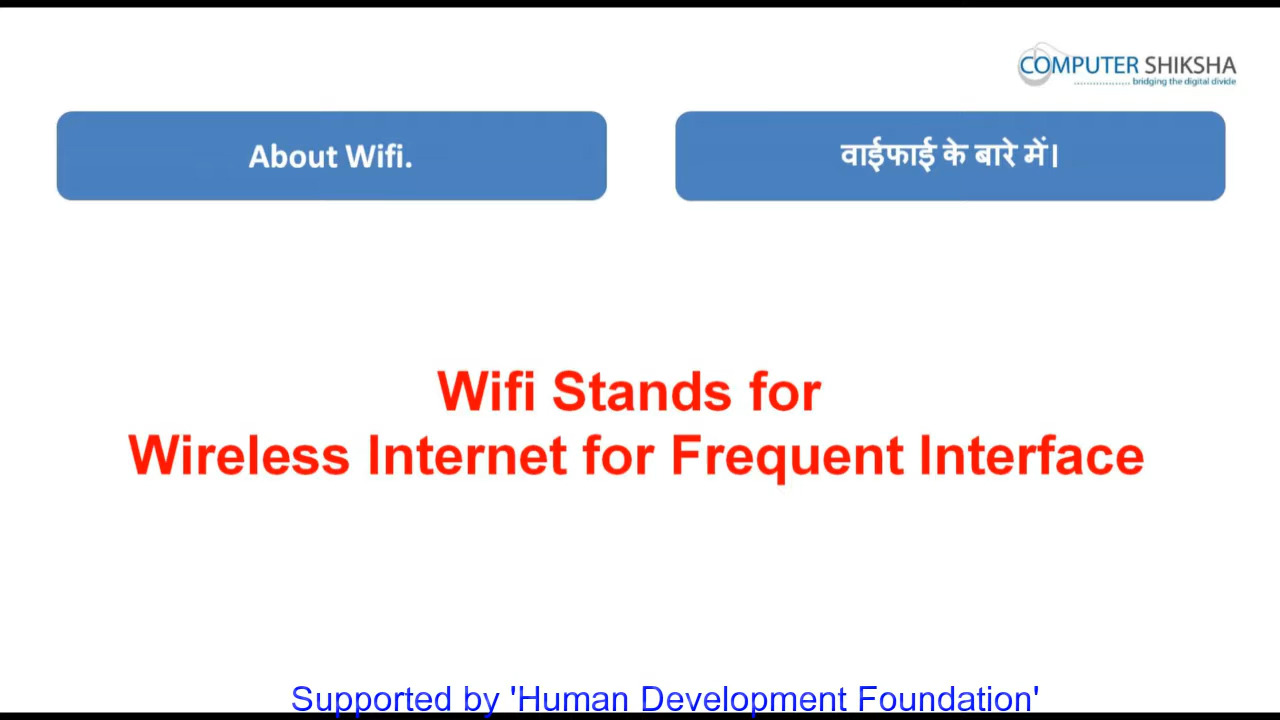 COMPUTER SHIKSHA
bridging the digital divide
About Wifi.
वाईफाई के बारे में।
Wifi Stands for
Wireless Internet for Frequent Interface
Supported by 'Human Development Foundation'